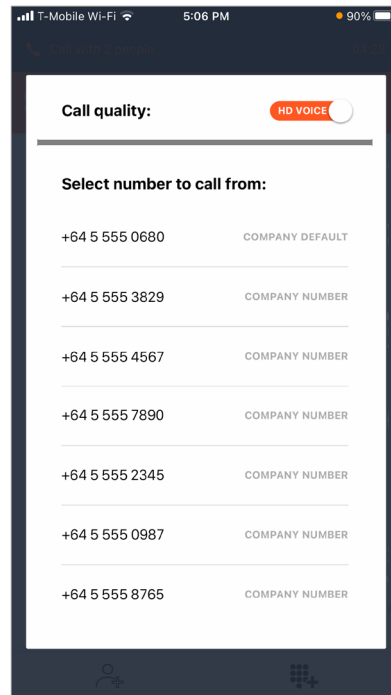 T-Mobile Wi-Fi 5:06 PM 90%
Call quality: HD VOICE
Select number to call from:
+64 5 555 0680 COMPANY DEFAULT
+64 5 555 3829 COMPANY NUMBER
+64 5 555 4567 COMPANY NUMBER
+64 5 555 7890 COMPANY NUMBER
+64 5 555 2345 COMPANY NUMBER
+64 5 555 0987 COMPANY NUMBER
+64 5 555 8765 COMPANY NUMBER